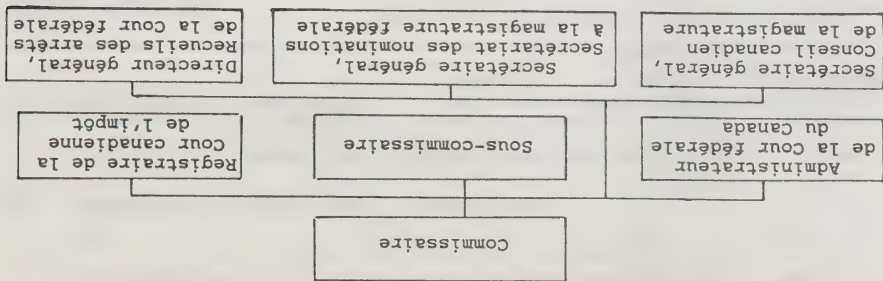 Commissaire
Registraire de la
Cour canadienne
de l'impôt
Sous-commissaire
Administrateur
de la Cour fédérale
du Canada
Directeur général,
Recueils des arrêts
de la Cour fédérale
Secrétaire général,
Secrétariat des nominations
à la magistrature fédérale
Secrétaire général,
Conseil canadien
de la magistrature